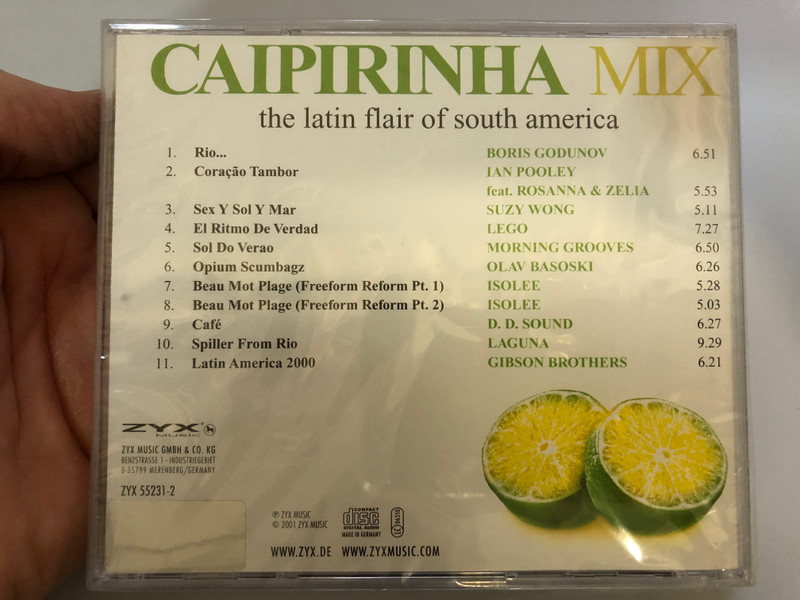 CAIPIRINHA MIX
the latin flair of south america
1. Rio... BORIS GODUNOV 6.51
2. Coração Tambor IAN POOLEY
feat. ROSANNA & ZELIA 5.53
3. Sex Y Sol Y Mar SUZY WONG 5.11
4. El Ritmo De Verdad LEGO 7.27
5. Sol Do Verao MORNING GROOVES 6.50
6. Opium Scumbagz OLAV BASOSKI 6.26
7. Beau Mot Plage (Freeform Reform Pt. 1) ISOLEE 5.28
8. Beau Mot Plage (Freeform Reform Pt. 2) ISOLEE 5.03
9. Café D. D. SOUND 6.27
10. Spiller From Rio LAGUNA 9.29
11. Latin America 2000 GIBSON BROTHERS 6.21
ZYX
MUSIC
ZYX MUSIC GMBH & CO. KG
BENZSTRASSE 1 · INDUSTRIEGEBIET
D-35799 MERENBERG/GERMANY
ZYX 55231-2
℗ ZYX MUSIC
© 2001 ZYX MUSIC
COMPACT
disc
DIGITAL AUDIO
MADE IN GERMANY
LC 06350
WWW.ZYX.DE WWW.ZYXMUSIC.COM